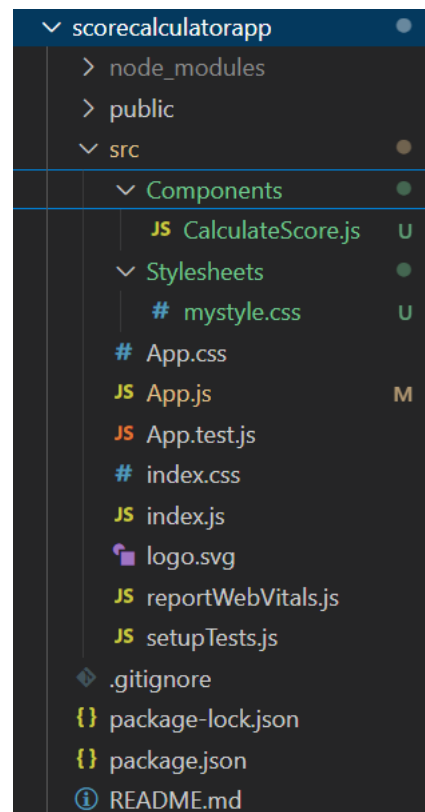 scorecalculatorapp
node_modules
public
src
Components
JS CalculateScore.js U
Stylesheets
# mystyle.css U
# App.css
JS App.js M
JS App.test.js
# index.css
JS index.js
logo.svg
JS reportWebVitals.js
JS setupTests.js
.gitignore
{} package-lock.json
{} package.json
README.md